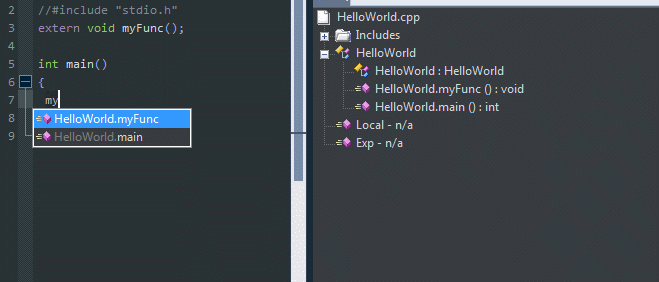 2 //#include "stdio.h"
3 extern void myFunc();
4
5 int main()
6 {
7 my
8 HelloWorld.myFunc
9 HelloWorld.main
HelloWorld.cpp
Includes
HelloWorld
HelloWorld : HelloWorld
HelloWorld.myFunc () : void
HelloWorld.main () : int
Local - n/a
Exp - n/a